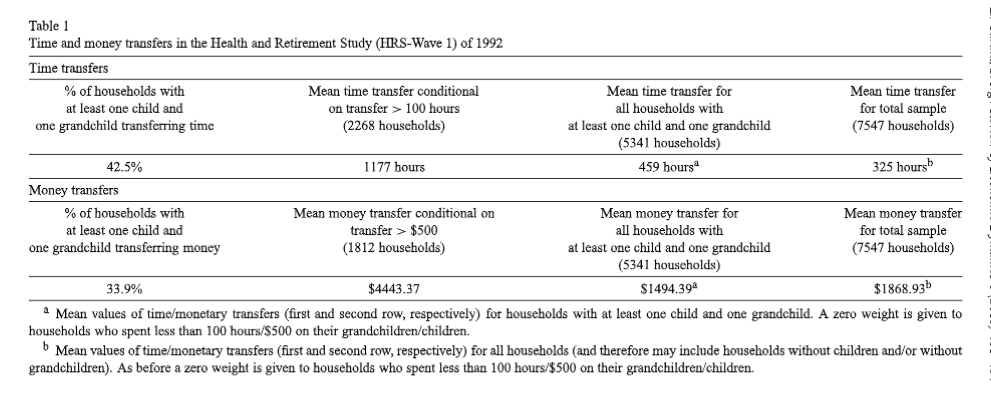 Table 1
Time and money transfers in the Health and Retirement Study (HRS-Wave 1) of 1992
Time transfers
% of households with at least one child and one grandchild transferring time
Mean time transfer conditional on transfer > 100 hours (2268 households)
Mean time transfer for all households with at least one child and one grandchild (5341 households)
Mean time transfer for total sample (7547 households)
42.5% 1177 hours 459 hoursᵃ 325 hoursᵇ
Money transfers
% of households with at least one child and one grandchild transferring money
Mean money transfer conditional on transfer > $500 (1812 households)
Mean money transfer for all households with at least one child and one grandchild (5341 households)
Mean money transfer for total sample (7547 households)
33.9% $4443.37 $1494.39ᵃ $1868.93ᵇ
ᵃ Mean values of time/monetary transfers (first and second row, respectively) for households with at least one child and one grandchild. A zero weight is given to
households who spent less than 100 hours/$500 on their grandchildren/children.
ᵇ Mean values of time/monetary transfers (first and second row, respectively) for all households (and therefore may include households without children and/or without
grandchildren). As before a zero weight is given to households who spent less than 100 hours/$500 on their grandchildren/children.